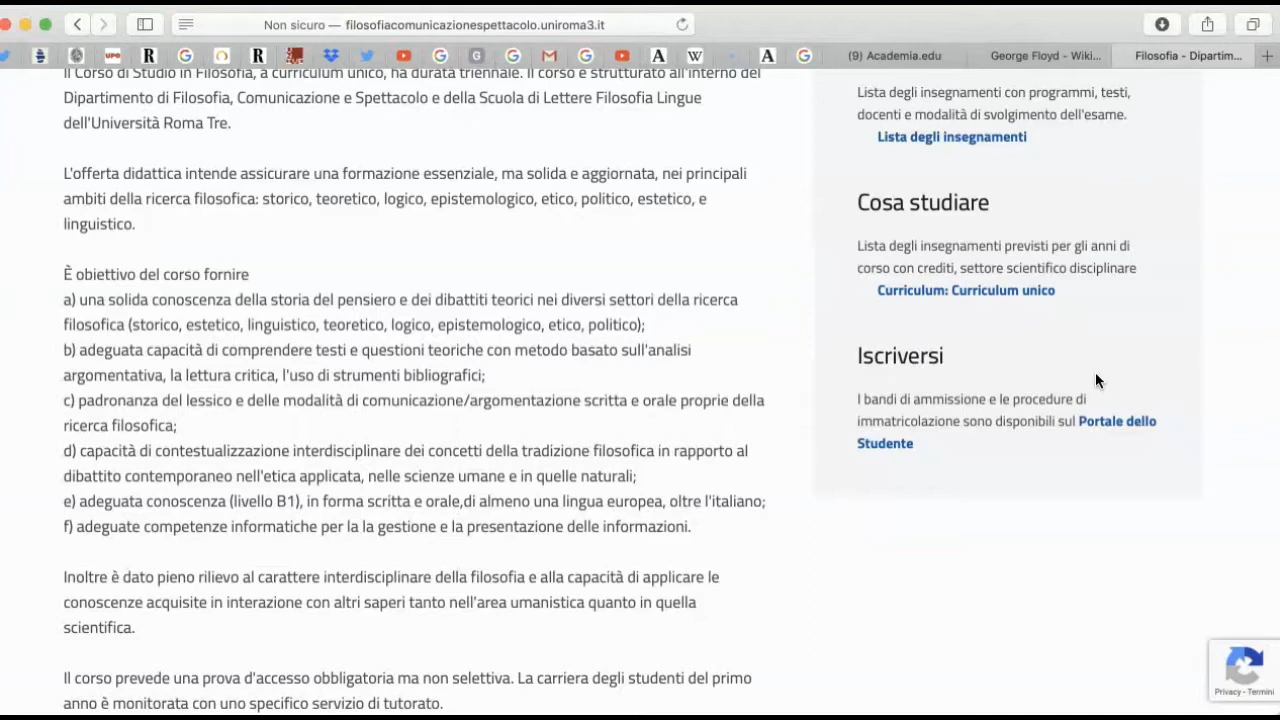 Non sicuro — filosofiacomunicazionespettacolo.uniroma3.it
UPO
R
G
R
G
G
G
G
A
W
A
G
(9) Academia.edu
George Floyd - Wiki...
Filosofia - Dipartim...
Il Corso di Studio in Filosofia, a curriculum unico, ha durata triennale. Il corso è strutturato all'interno del
Dipartimento di Filosofia, Comunicazione e Spettacolo e della Scuola di Lettere Filosofia Lingue
dell'Università Roma Tre.
L'offerta didattica intende assicurare una formazione essenziale, ma solida e aggiornata, nei principali
ambiti della ricerca filosofica: storico, teoretico, logico, epistemologico, etico, politico, estetico, e
linguistico.
È obiettivo del corso fornire
a) una solida conoscenza della storia del pensiero e dei dibattiti teorici nei diversi settori della ricerca
filosofica (storico, estetico, linguistico, teoretico, logico, epistemologico, etico, politico);
b) adeguata capacità di comprendere testi e questioni teoriche con metodo basato sull'analisi
argomentativa, la lettura critica, l'uso di strumenti bibliografici;
c) padronanza del lessico e delle modalità di comunicazione/argomentazione scritta e orale proprie della
ricerca filosofica;
d) capacità di contestualizzazione interdisciplinare dei concetti della tradizione filosofica in rapporto al
dibattito contemporaneo nell'etica applicata, nelle scienze umane e in quelle naturali;
e) adeguata conoscenza (livello B1), in forma scritta e orale,di almeno una lingua europea, oltre l'italiano;
f) adeguate competenze informatiche per la la gestione e la presentazione delle informazioni.
Inoltre è dato pieno rilievo al carattere interdisciplinare della filosofia e alla capacità di applicare le
conoscenze acquisite in interazione con altri saperi tanto nell'area umanistica quanto in quella
scientifica.
Il corso prevede una prova d'accesso obbligatoria ma non selettiva. La carriera degli studenti del primo
anno è monitorata con uno specifico servizio di tutorato.
Lista degli insegnamenti con programmi, testi,
docenti e modalità di svolgimento dell'esame.
Lista degli insegnamenti
Cosa studiare
Lista degli insegnamenti previsti per gli anni di
corso con crediti, settore scientifico disciplinare
Curriculum: Curriculum unico
Iscriversi
I bandi di ammissione e le procedure di
immatricolazione sono disponibili sul Portale dello
Studente
Privacy - Termini